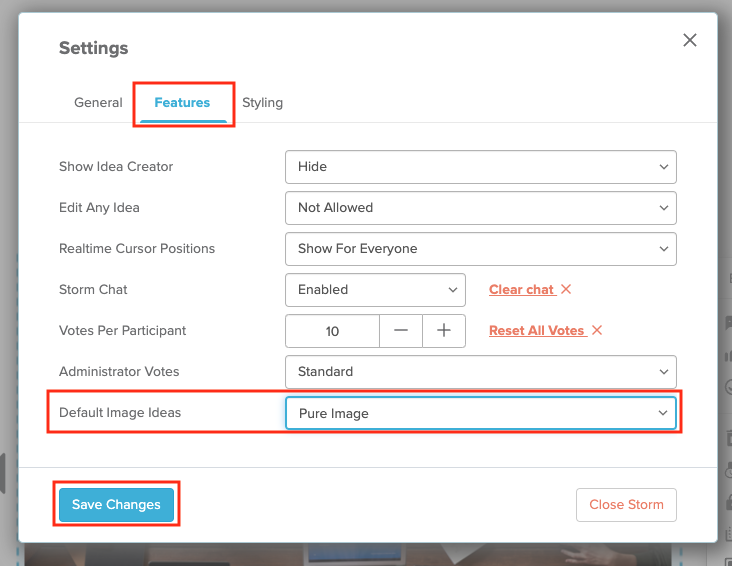 Settings
General Features Styling
Show Idea Creator Hide
Edit Any Idea Not Allowed
Realtime Cursor Positions Show For Everyone
Storm Chat Enabled Clear chat
Votes Per Participant 10 Reset All Votes
Administrator Votes Standard
Default Image Ideas Pure Image
Save Changes Close Storm